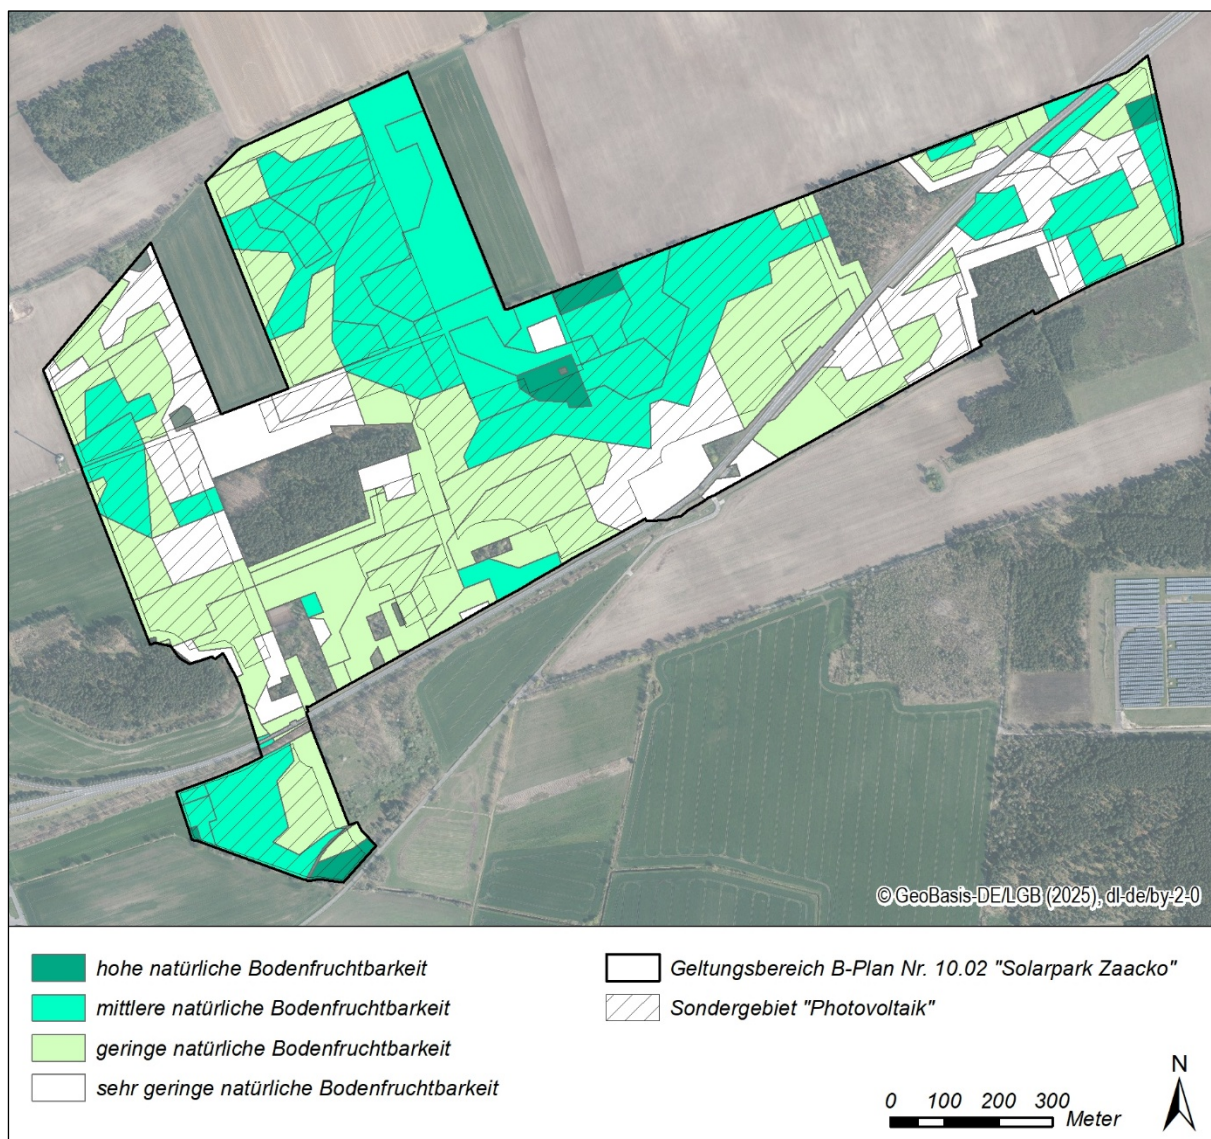 © GeoBasis-DE/LGB (2025), dl-de/by-2-0
hohe natürliche Bodenfruchtbarkeit
mittlere natürliche Bodenfruchtbarkeit
geringe natürliche Bodenfruchtbarkeit
sehr geringe natürliche Bodenfruchtbarkeit
Geltungsbereich B-Plan Nr. 10.02 "Solarpark Zaacko"
Sondergebiet "Photovoltaik"
N
0 100 200 300
Meter